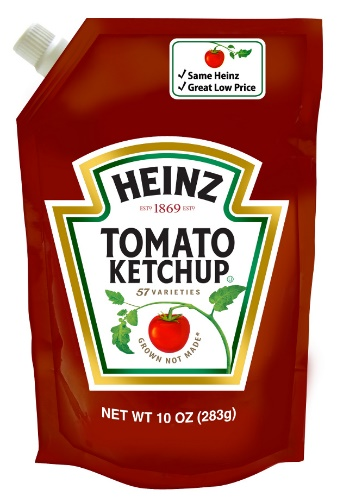 ✓ Same Heinz
✓ Great Low Price
HEINZ
ESTD 1869 ESTD
TOMATO
KETCHUP
57 VARIETIES
GROWN NOT MADE®
NET WT 10 OZ (283g)